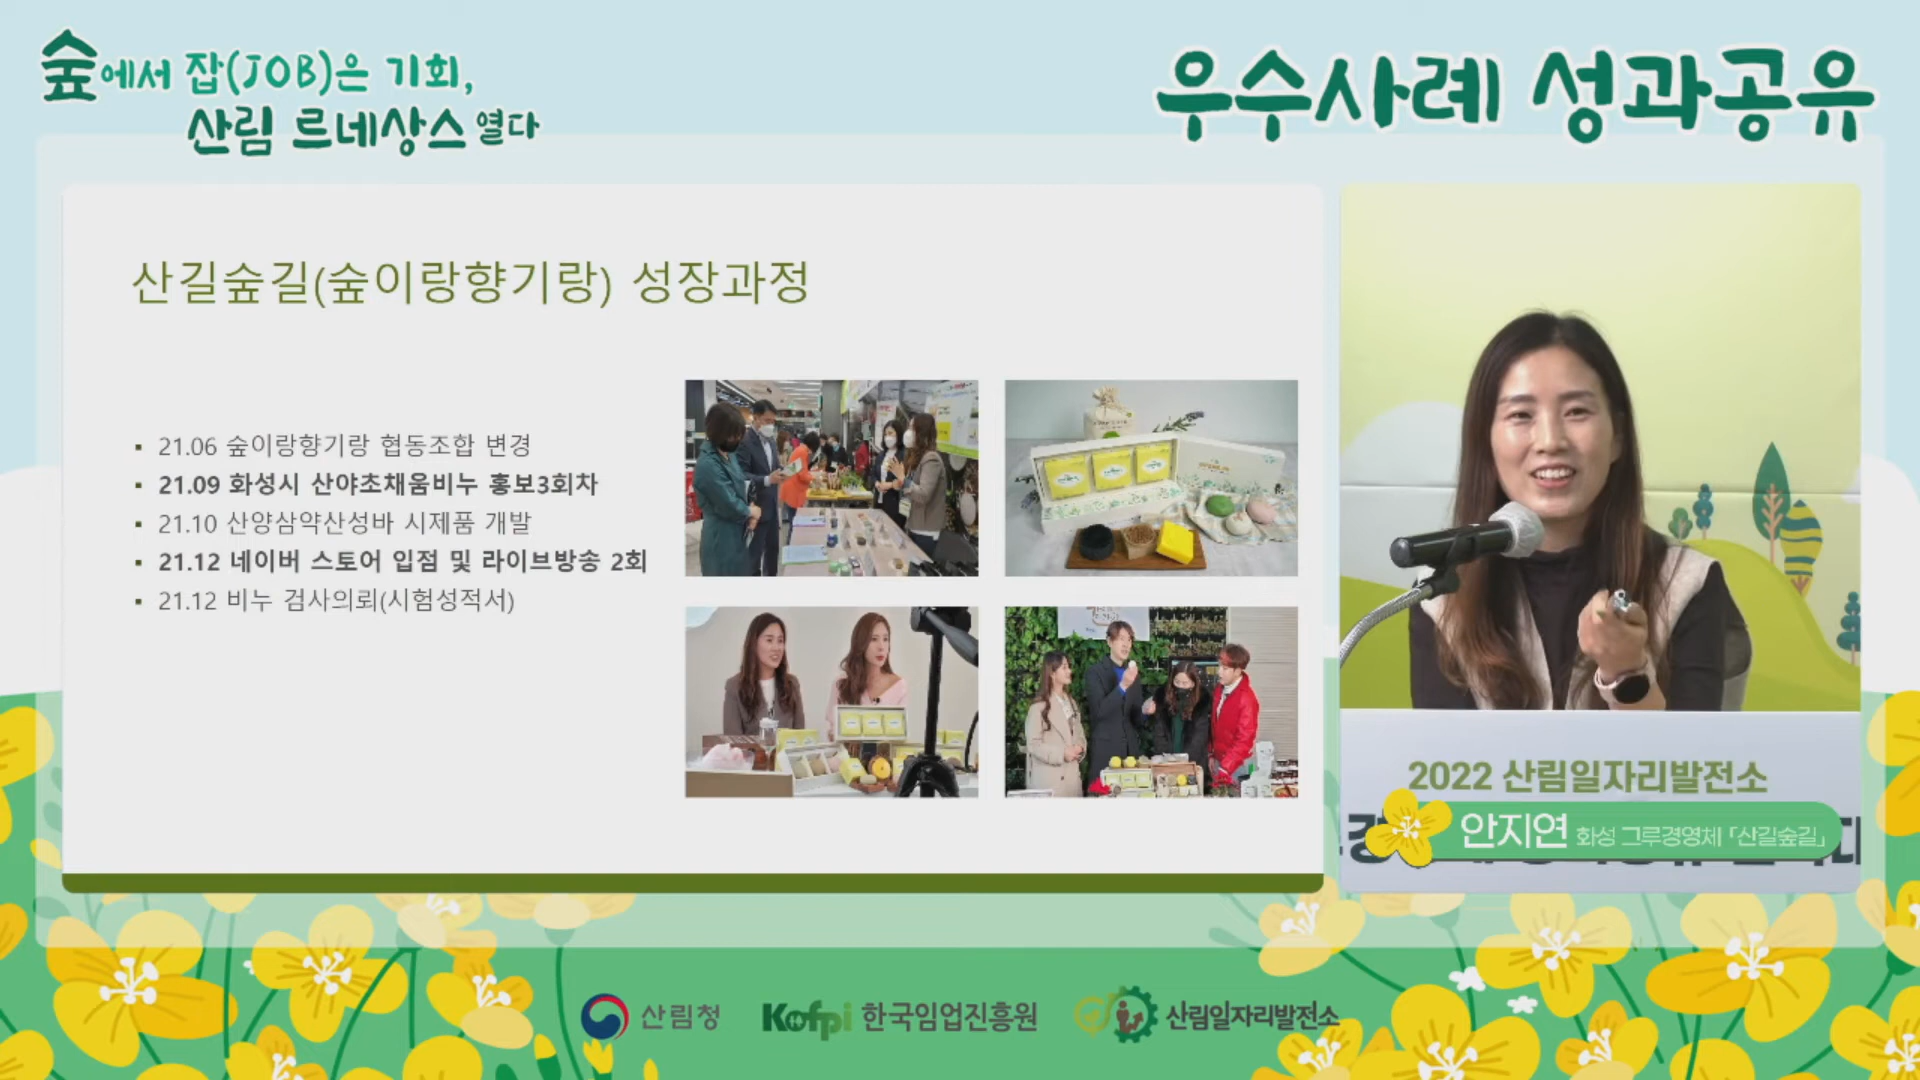 숲에서 잡(JOB)은 기회,
산림 르네상스 열다
우수사례 성과공유
산길숲길(숲이랑향기랑) 성장과정
▪ 21.06 숲이랑향기랑 협동조합 변경
▪ 21.09 화성시 산야초채움비누 홍보3회차
▪ 21.10 산양삼약산성바 시제품 개발
▪ 21.12 네이버 스토어 입점 및 라이브방송 2회
▪ 21.12 비누 검사의뢰(시험성적서)
2022 산림일자리발전소
안지연 화성 그루경영체 「산길숲길」
산림청
Kofpi 한국임업진흥원
산림일자리발전소